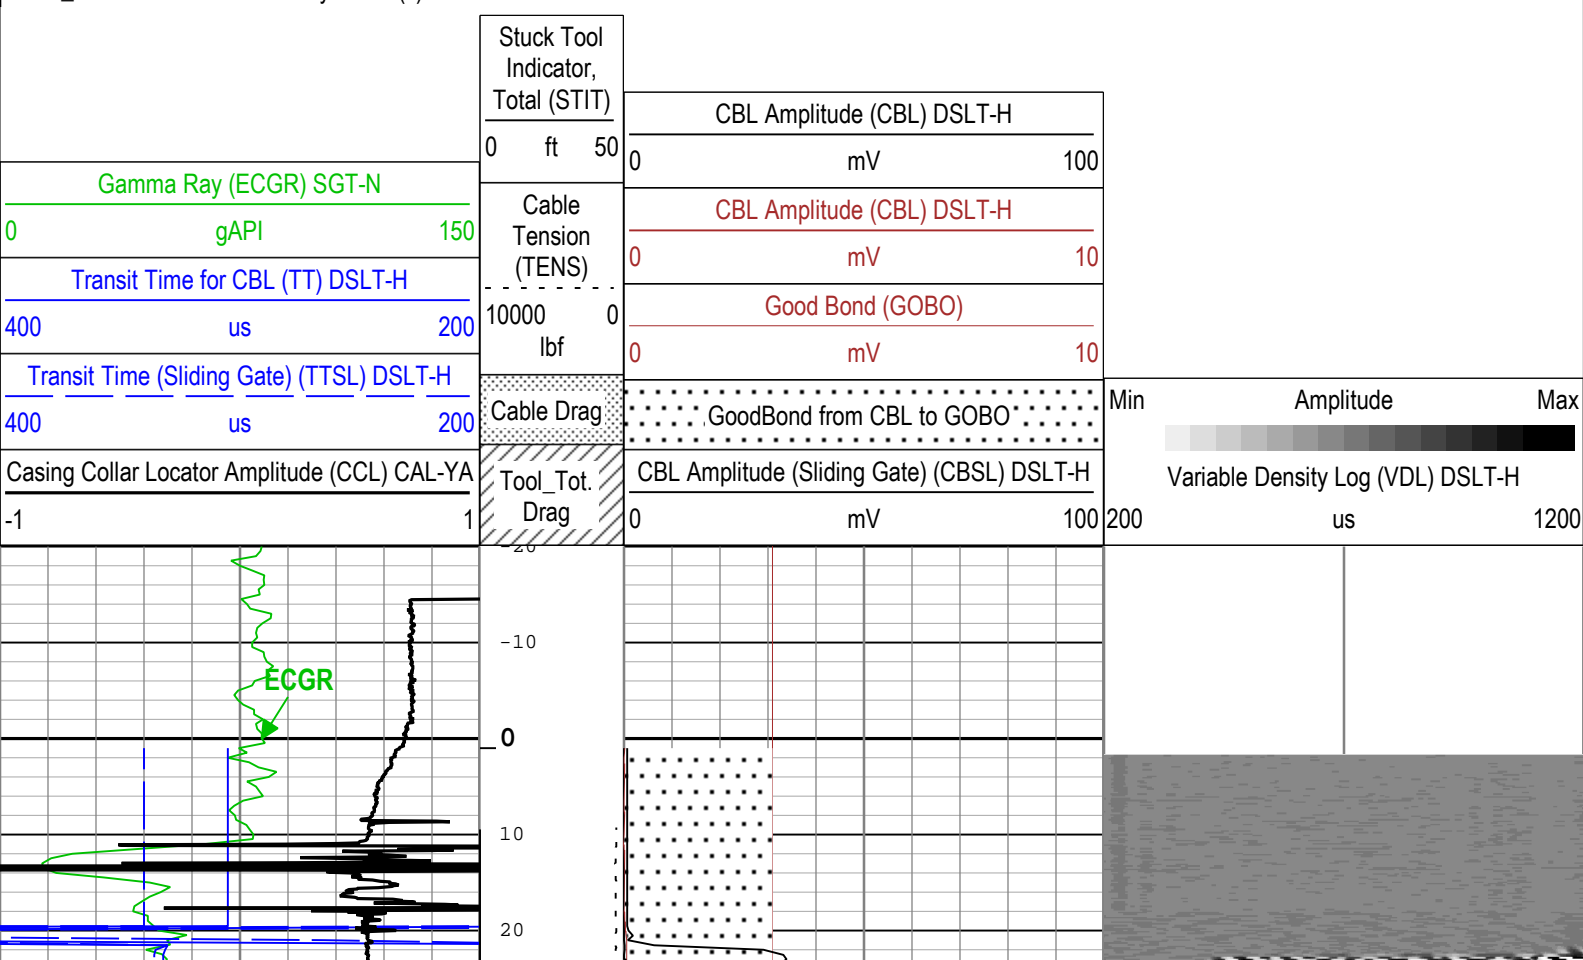 Stuck Tool
Indicator,
Total (STIT)
0 ft 50
Cable
Tension
(TENS)
10000 0
lbf
Cable Drag
Tool_Tot.
Drag
Gamma Ray (ECGR) SGT-N
0 gAPI 150
Transit Time for CBL (TT) DSLT-H
400 us 200
Transit Time (Sliding Gate) (TTSL) DSLT-H
400 us 200
Casing Collar Locator Amplitude (CCL) CAL-YA
-1 1
CBL Amplitude (CBL) DSLT-H
0 mV 100
CBL Amplitude (CBL) DSLT-H
0 mV 10
Good Bond (GOBO)
0 mV 10
GoodBond from CBL to GOBO
CBL Amplitude (Sliding Gate) (CBSL) DSLT-H
0 mV 100
Min Amplitude Max
Variable Density Log (VDL) DSLT-H
200 us 1200
-20
-10
ECGR
0
10
20